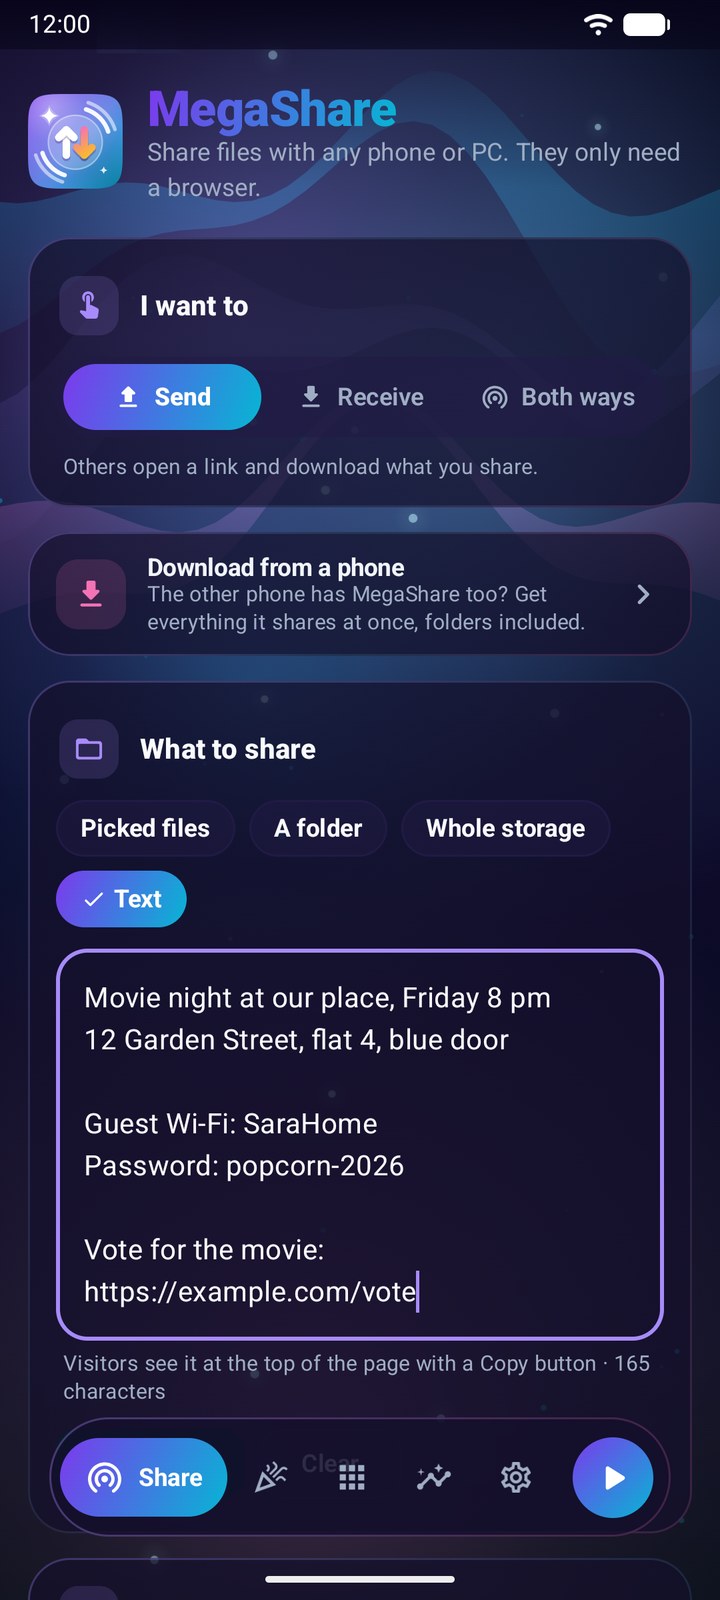 12:00
MegaShare
Share files with any phone or PC. They only need
a browser.
I want to
Send
Receive
Both ways
Others open a link and download what you share.
Download from a phone
The other phone has MegaShare too? Get
everything it shares at once, folders included.
What to share
Picked files
A folder
Whole storage
Text
Movie night at our place, Friday 8 pm
12 Garden Street, flat 4, blue door
Guest Wi-Fi: SaraHome
Password: popcorn-2026
Vote for the movie:
https://example.com/vote
Visitors see it at the top of the page with a Copy button · 165
characters
Clear
Share